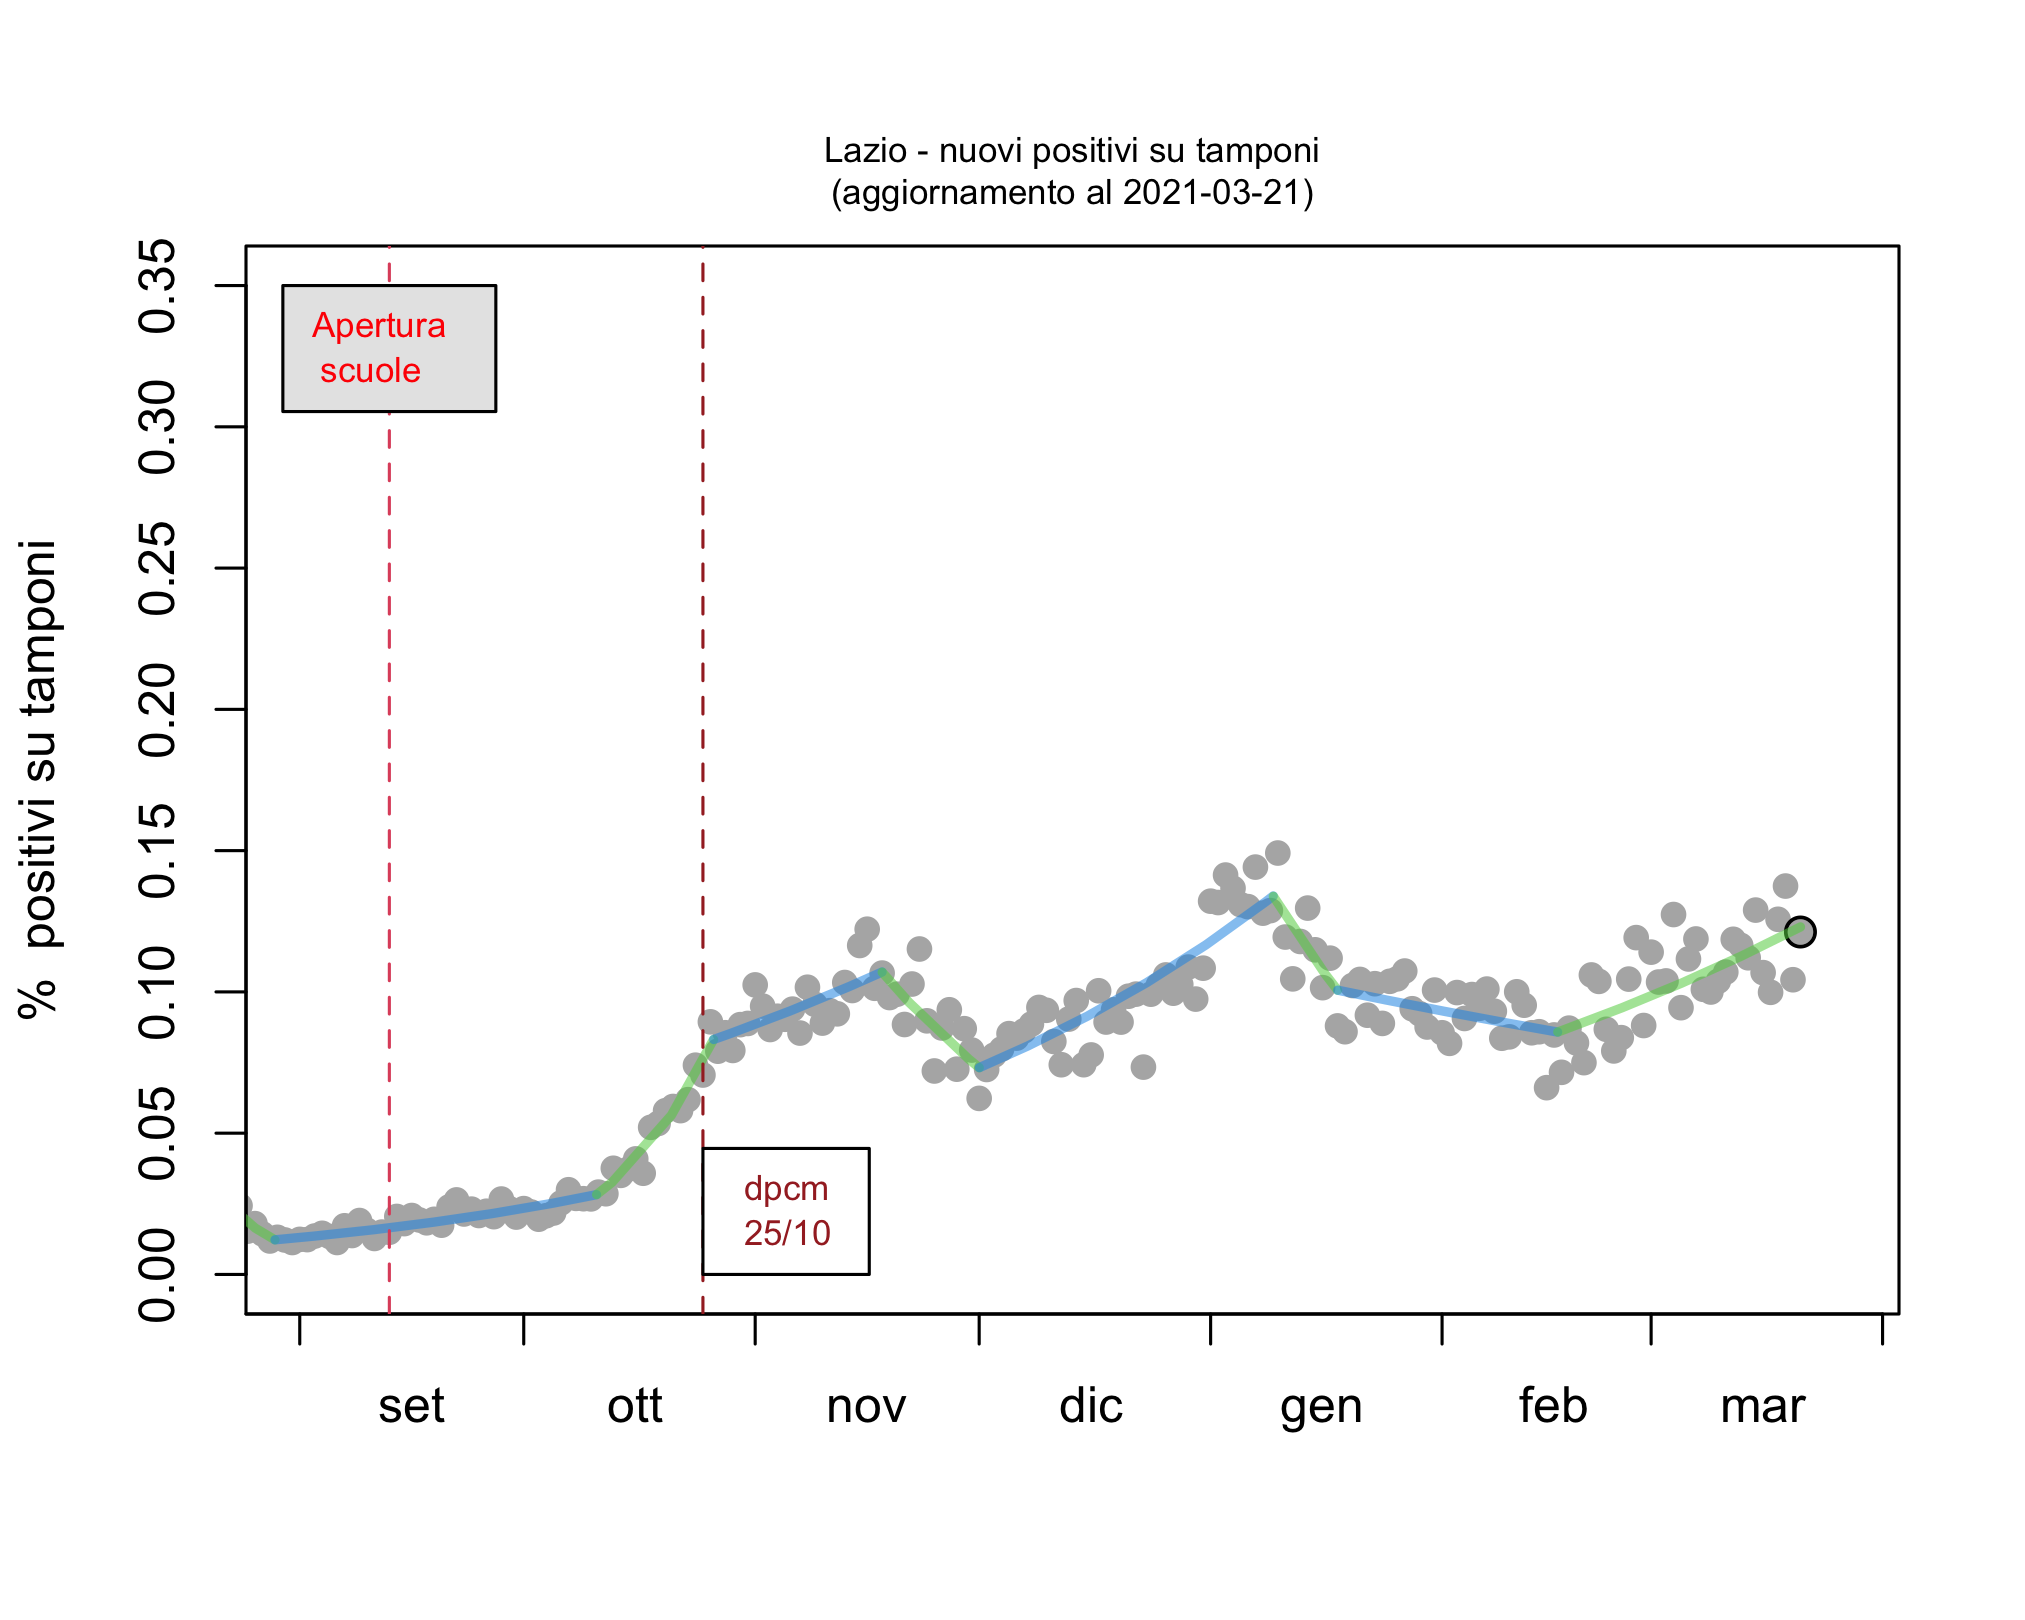 Lazio - nuovi positivi su tamponi
(aggiornamento al 2021-03-21)
% positivi su tamponi
0.35
0.30
0.25
0.20
0.15
0.10
0.05
0.00
Apertura
scuole
dpcm
25/10
set ott nov dic gen feb mar